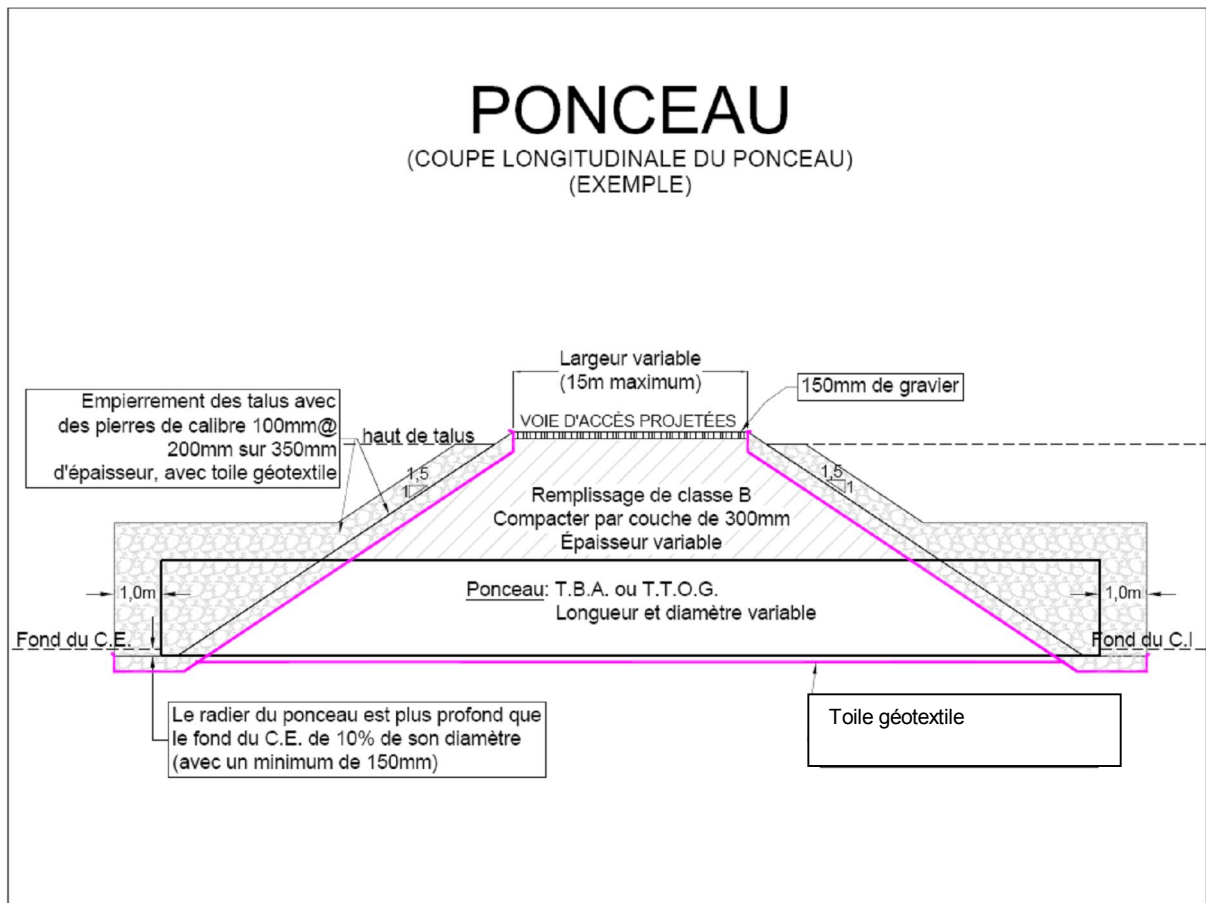 PONCEAU
(COUPE LONGITUDINALE DU PONCEAU)
(EXEMPLE)
Largeur variable
(15m maximum)
150mm de gravier
Empierrement des talus avec
des pierres de calibre 100mm@
200mm sur 350mm
d'épaisseur, avec toile géotextile
haut de talus
VOIE D'ACCÈS PROJETÉES
1,5
1
1,5
1
Remplissage de classe B
Compacter par couche de 300mm
Épaisseur variable
1,0m
Ponceau: T.B.A. ou T.T.O.G.
Longueur et diamètre variable
1,0m
Fond du C.E.
Fond du C.I
Le radier du ponceau est plus profond que
le fond du C.E. de 10% de son diamètre
(avec un minimum de 150mm)
Toile géotextile